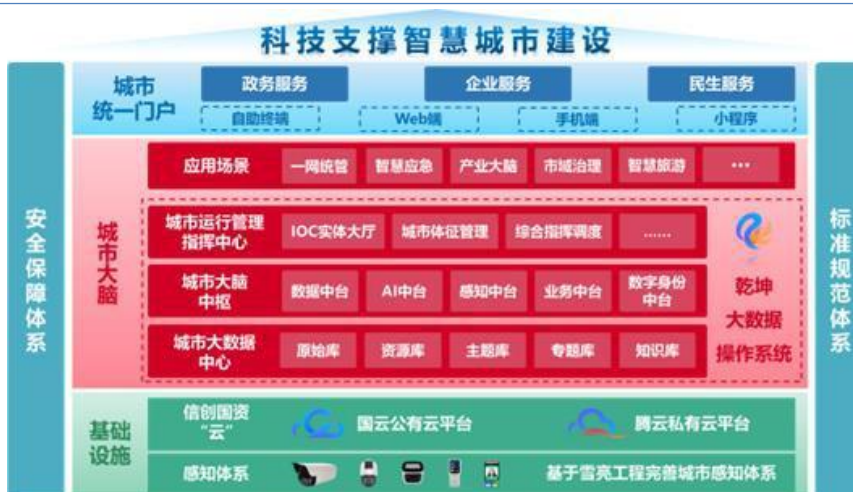 科技支撑智慧城市建设
安全保障体系
标准规范体系
城市
统一门户
政务服务
企业服务
民生服务
自助终端
Web端
手机端
小程序
城市大脑
应用场景
一网统管
智慧应急
产业大脑
市域治理
智慧旅游
...
城市运行管理
指挥中心
IOC实体大厅
城市体征管理
综合指挥调度
......
城市大脑
中枢
数据中台
AI中台
感知中台
业务中台
数字身份
中台
城市大数据
中心
原始库
资源库
主题库
专题库
知识库
乾坤
大数据
操作系统
基础
设施
信创国资
“云”
国云公有云平台
腾云私有云平台
感知体系
基于雪亮工程完善城市感知体系